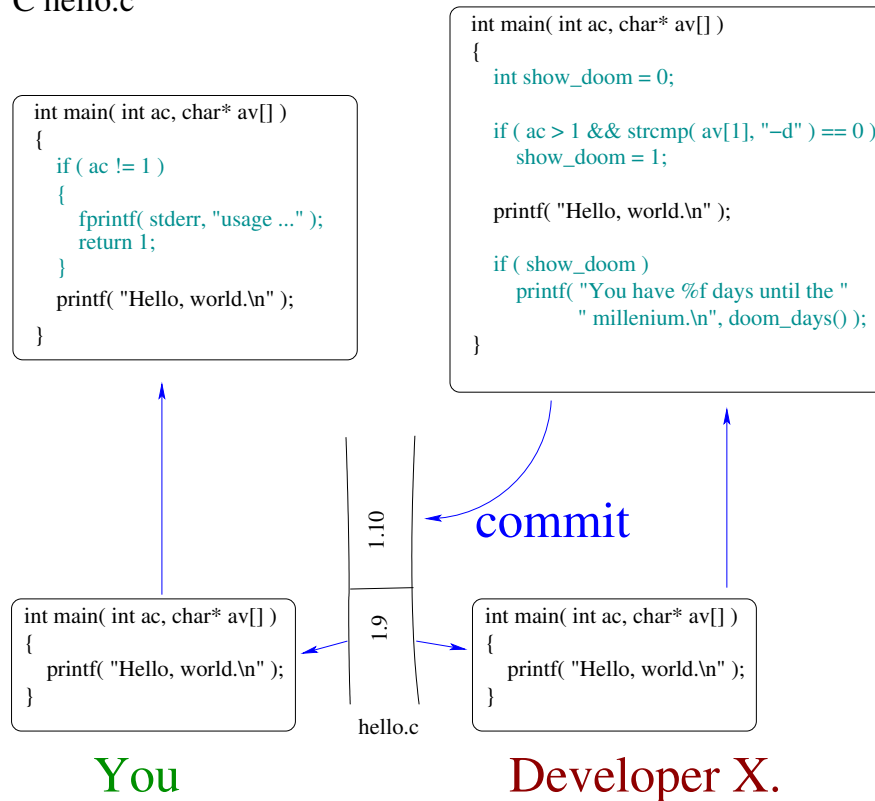 C hello.c
int main( int ac, char* av[] )
{
if ( ac != 1 )
{
fprintf( stderr, "usage ..." );
return 1;
}
printf( "Hello, world.\n" );
}
int main( int ac, char* av[] )
{
int show_doom = 0;
if ( ac > 1 && strcmp( av[1], "−d" ) == 0 )
show_doom = 1;
printf( "Hello, world.\n" );
if ( show_doom )
printf( "You have %f days until the "
" millenium.\n", doom_days() );
}
commit
1.10
1.9
int main( int ac, char* av[] )
{
printf( "Hello, world.\n" );
}
hello.c
int main( int ac, char* av[] )
{
printf( "Hello, world.\n" );
}
You
Developer X.